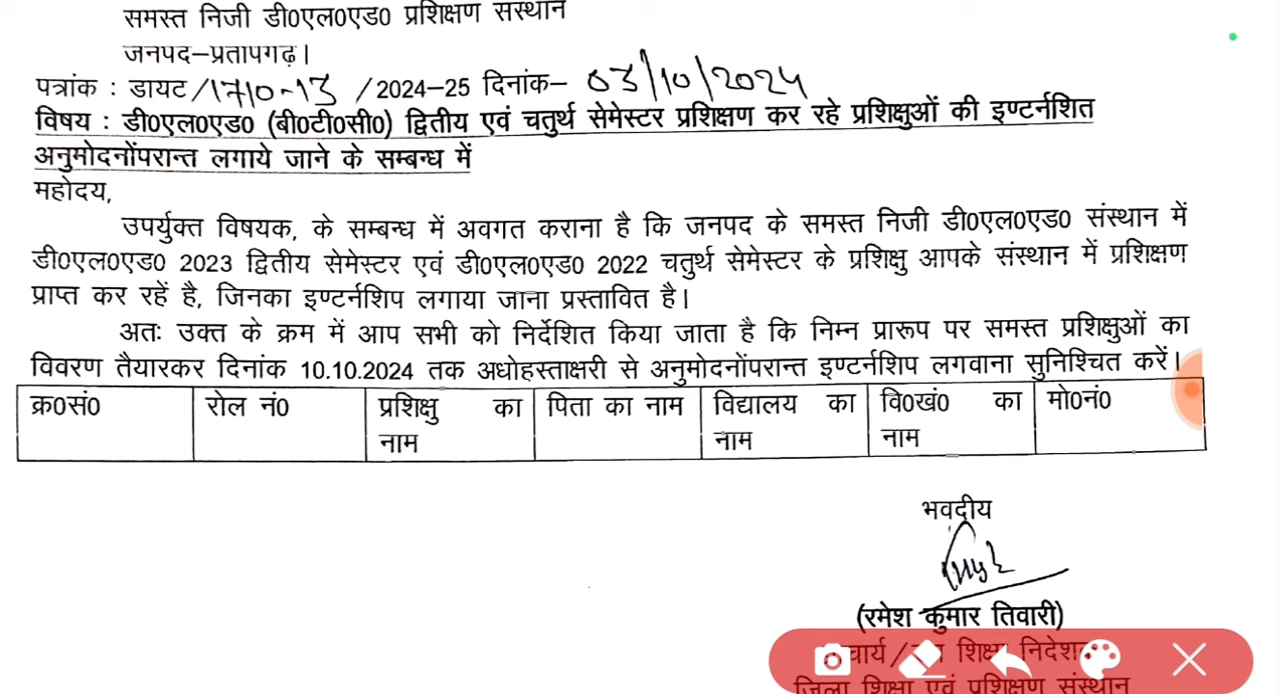 समस्त निजी डी0एल0एड0 प्रशिक्षण संस्थान
जनपद–प्रतापगढ़।
पत्रांक : डायट /1710-13 /2024–25 दिनांक– 03/10/2024
विषय : डी0एल0एड0 (बी0टी0सी0) द्वितीय एवं चतुर्थ सेमेस्टर प्रशिक्षण कर रहे प्रशिक्षुओं की इण्टर्नशित
अनुमोदनोंपरान्त लगाये जाने के सम्बन्ध में
महोदय,
उपर्युक्त विषयक, के सम्बन्ध में अवगत कराना है कि जनपद के समस्त निजी डी0एल0एड0 संस्थान में
डी0एल0एड0 2023 द्वितीय सेमेस्टर एवं डी0एल0एड0 2022 चतुर्थ सेमेस्टर के प्रशिक्षु आपके संस्थान में प्रशिक्षण
प्राप्त कर रहें है, जिनका इण्टर्नशिप लगाया जाना प्रस्तावित है।
अतः उक्त के क्रम में आप सभी को निर्देशित किया जाता है कि निम्न प्रारूप पर समस्त प्रशिक्षुओं का
विवरण तैयारकर दिनांक 10.10.2024 तक अधोहस्ताक्षरी से अनुमोदनोंपरान्त इण्टर्नशिप लगवाना सुनिश्चित करें।
क्र0सं0 रोल नं0 प्रशिक्षु का नाम पिता का नाम विद्यालय का नाम वि0खं0 का नाम मो0नं0
भवदीय
(रमेश कुमार तिवारी)
शिक्षा
जिला शिक्षा एवं प्रशिक्षण संस्थान